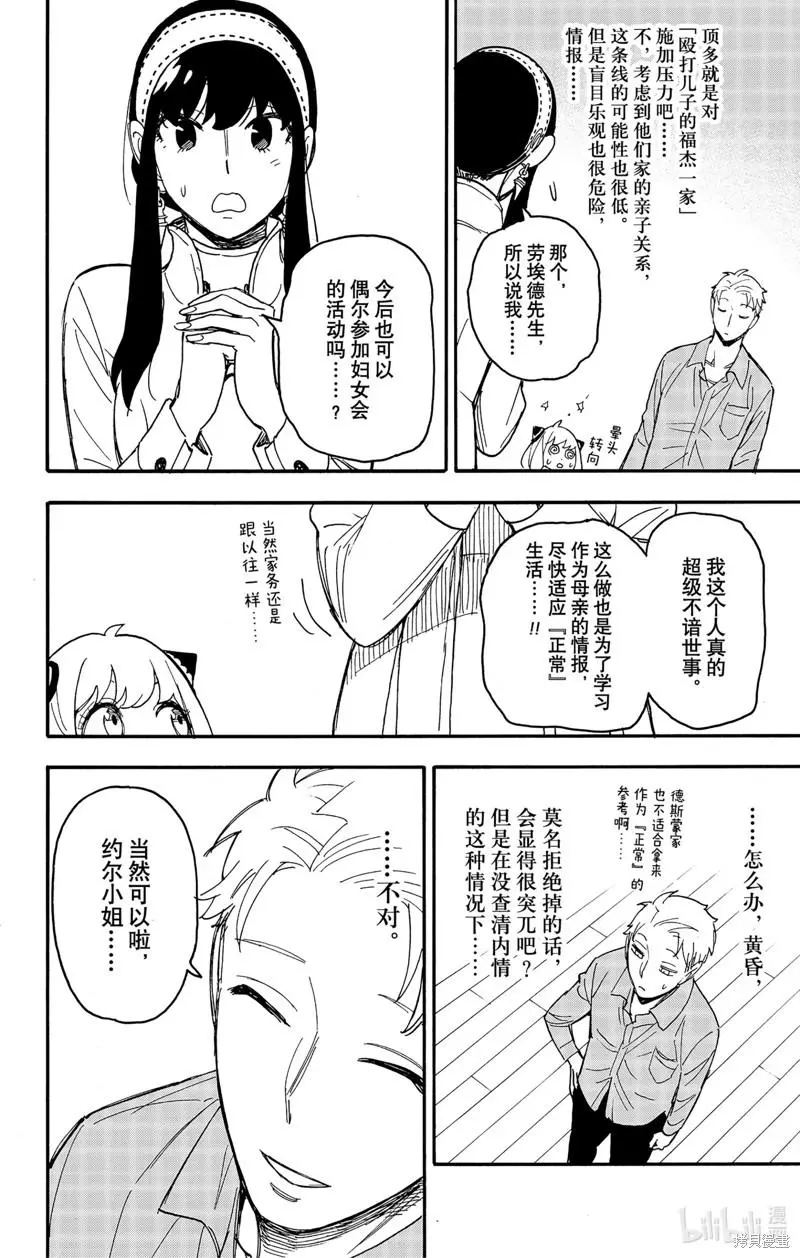 顶多就是对
「殴打儿子的福杰一家」
施加压力吧……
不，考虑到他们家的亲子关系，
这条线的可能性也很低。
但是盲目乐观也很危险，
情报……
那个，
劳埃德先生，
所以说我……
晕头
转向
今后也可以
偶尔参加妇女会
的活动吗……？
我这个人真的
超级不谙世事。
这么做也是为了学习
作为母亲的情报，
尽快适应『正常』
生活……!!
当然家务还是
跟以往一样……
……怎么办，黄昏，
德斯蒙家
也不适合拿来
作为『正常』的
参考啊……
莫名拒绝掉的话，
会显得很突兀吧？
但是在没查清内情
的这种情况下……
……不对。
当然可以啦，
约尔小姐……
bilibili
漫画
拷貝漫畫